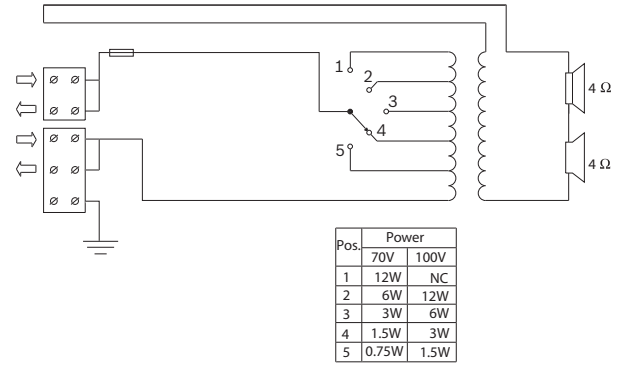 1
2
3
4
5
4 Ω
4 Ω
Pos. Power
70V 100V
1 12W NC
2 6W 12W
3 3W 6W
4 1.5W 3W
5 0.75W 1.5W